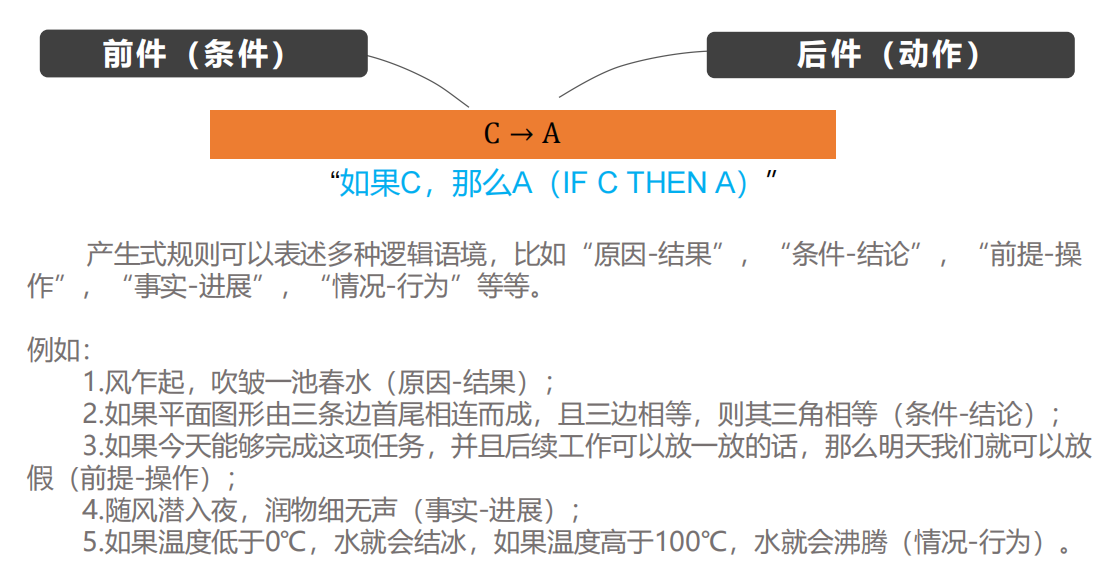 前件（条件）
后件（动作）
C → A
“如果C，那么A（IF C THEN A）”
产生式规则可以表述多种逻辑语境，比如“原因-结果”，“条件-结论”，“前提-操
作”，“事实-进展”，“情况-行为”等等。
例如：
1.风乍起，吹皱一池春水（原因-结果）；
2.如果平面图形由三条边首尾相连而成，且三边相等，则其三角相等（条件-结论）；
3.如果今天能够完成这项任务，并且后续工作可以放一放的话，那么明天我们就可以放
假（前提-操作）；
4.随风潜入夜，润物细无声（事实-进展）；
5.如果温度低于0℃，水就会结冰，如果温度高于100℃，水就会沸腾（情况-行为）。